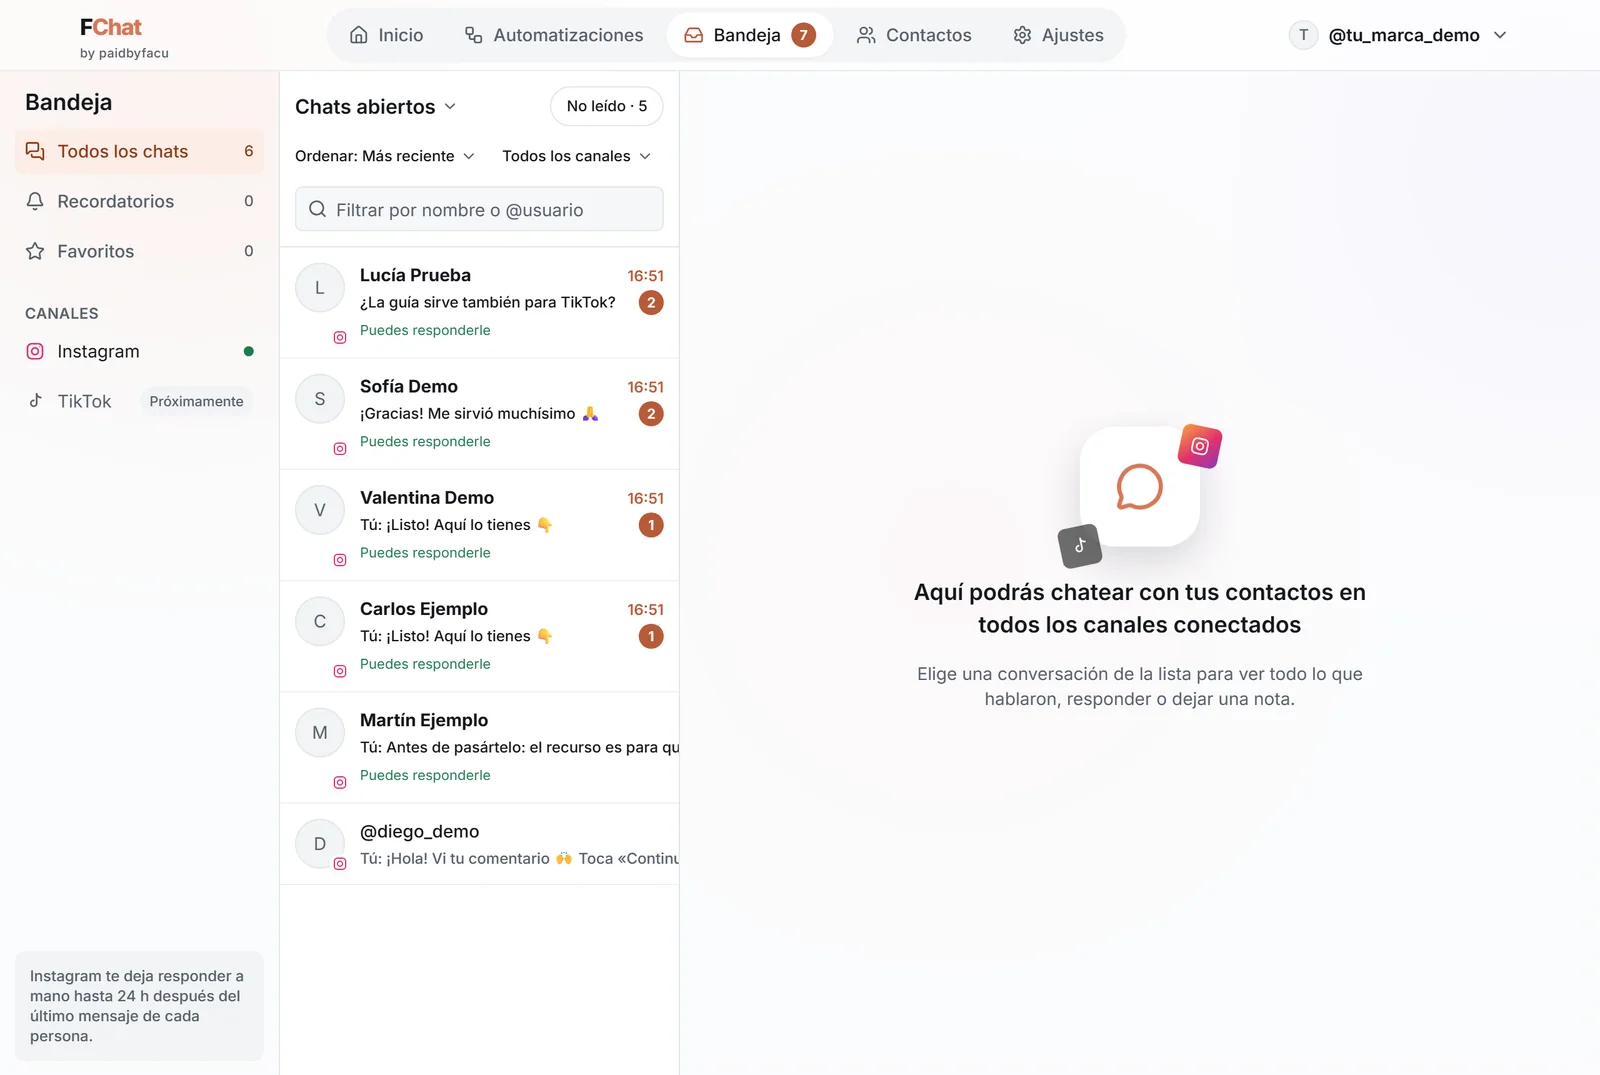 FChat
by paidbyfacu
Inicio
Automatizaciones
Bandeja 7
Contactos
Ajustes
T @tu_marca_demo
Bandeja
Todos los chats 6
Recordatorios 0
Favoritos 0
CANALES
Instagram
TikTok Próximamente
Instagram te deja responder a
mano hasta 24 h después del
último mensaje de cada
persona.
Chats abiertos
No leído · 5
Ordenar: Más reciente
Todos los canales
Filtrar por nombre o @usuario
L
Lucía Prueba 16:51
¿La guía sirve también para TikTok? 2
Puedes responderle
S
Sofía Demo 16:51
¡Gracias! Me sirvió muchísimo 🙏 2
Puedes responderle
V
Valentina Demo 16:51
Tú: ¡Listo! Aquí lo tienes 👇 1
Puedes responderle
C
Carlos Ejemplo 16:51
Tú: ¡Listo! Aquí lo tienes 👇 1
Puedes responderle
M
Martín Ejemplo
Tú: Antes de pasártelo: el recurso es para qu
Puedes responderle
D
@diego_demo
Tú: ¡Hola! Vi tu comentario 🙌 Toca «Continu
Aquí podrás chatear con tus contactos en
todos los canales conectados
Elige una conversación de la lista para ver todo lo que
hablaron, responder o dejar una nota.